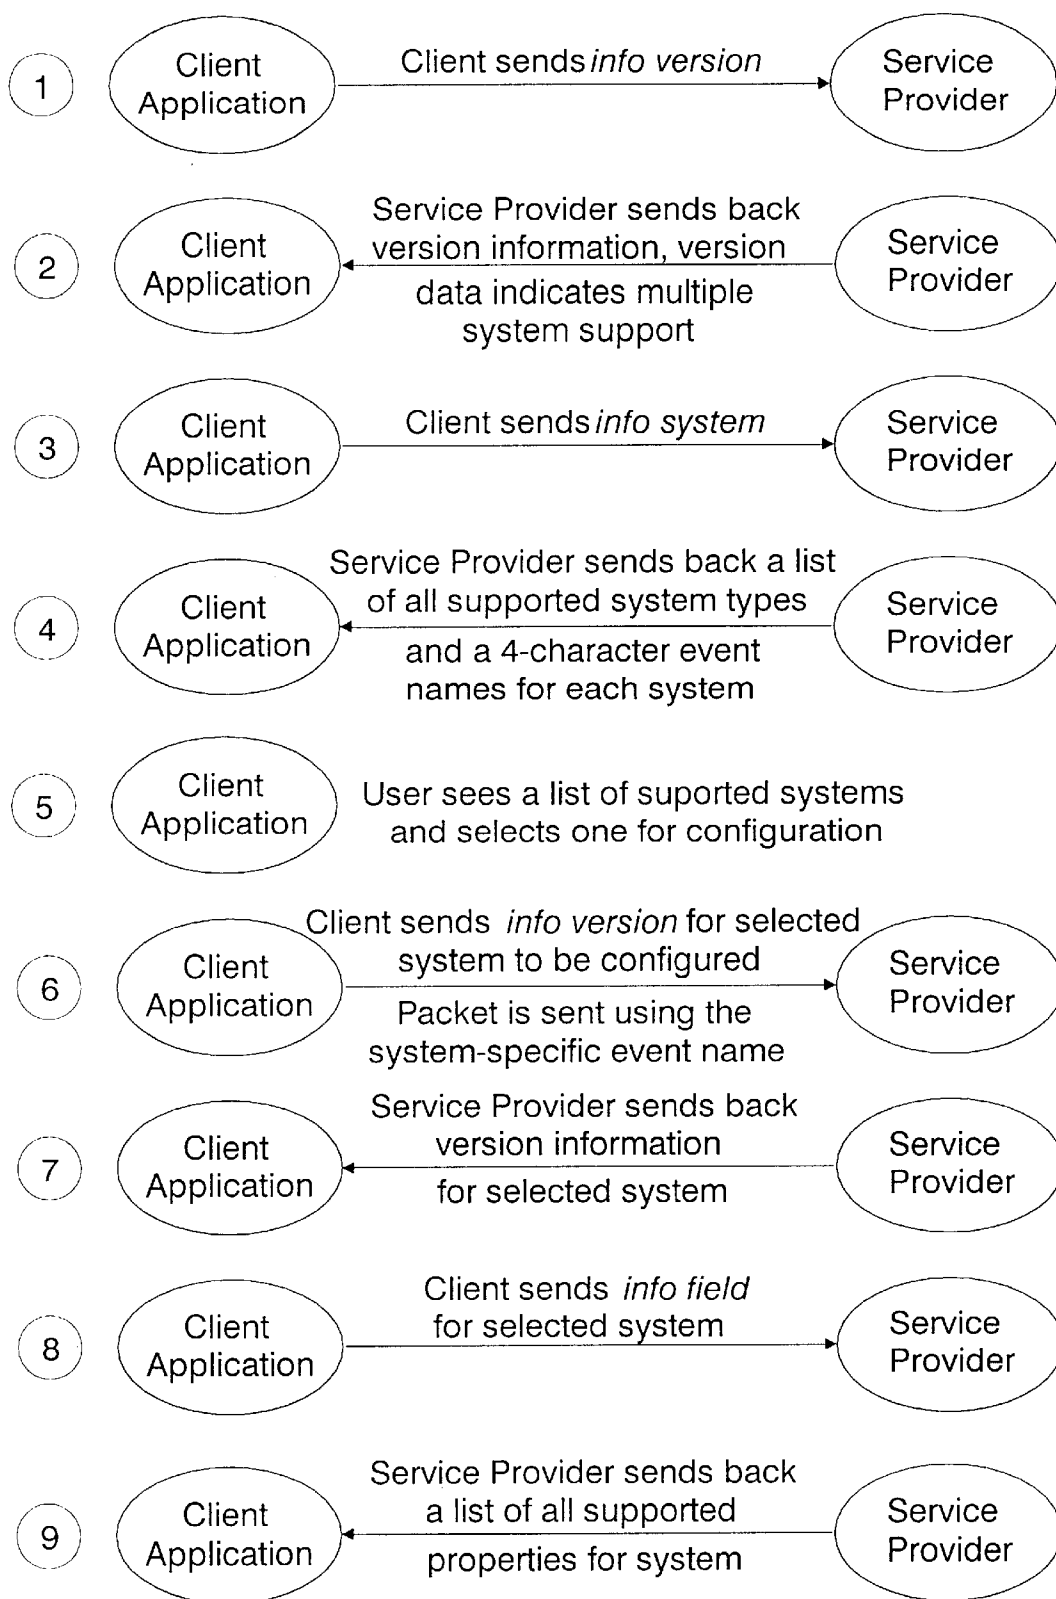 1
Client
Application
Client sends info version
Service
Provider
2
Client
Application
Service Provider sends back
version information, version
data indicates multiple
system support
Service
Provider
3
Client
Application
Client sends info system
Service
Provider
4
Client
Application
Service Provider sends back a list
of all supported system types
and a 4-character event
names for each system
Service
Provider
5
Client
Application
User sees a list of suported systems
and selects one for configuration
6
Client
Application
Client sends info version for selected
system to be configured
Packet is sent using the
system-specific event name
Service
Provider
7
Client
Application
Service Provider sends back
version information
for selected system
Service
Provider
8
Client
Application
Client sends info field
for selected system
Service
Provider
9
Client
Application
Service Provider sends back
a list of all supported
properties for system
Service
Provider